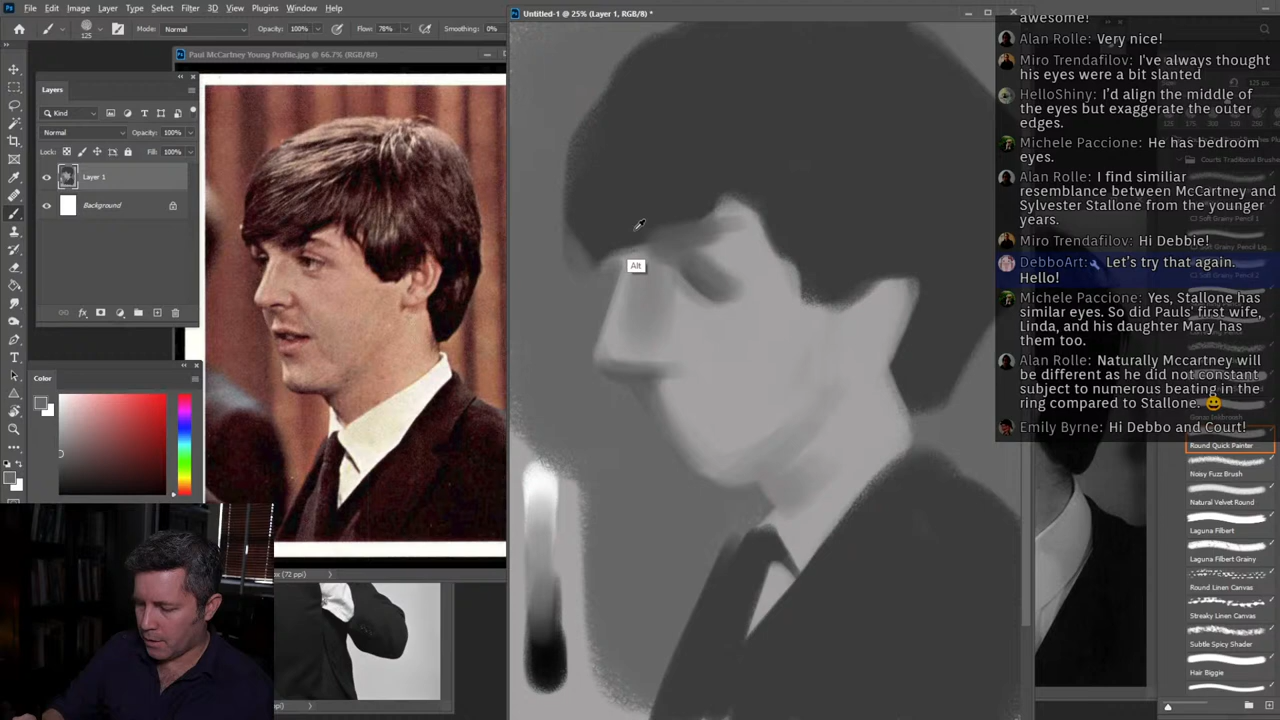 File Edit Image Layer Type Select Filter 3D View Plugins Window Help
125 Mode: Normal Opacity: 100% Flow: 78% Smoothing: 0%
Untitled-1 @ 25% (Layer 1, RGB/8) *
Paul McCartney Young Profile.jpg @ 66.7% (RGB/8#)
Layers
Kind
Normal Opacity: 100%
Lock: Fill: 100%
Layer 1
Background
fx
Color
Alt
(72 ppi)
awesome!
Alan Rolle: Very nice!
Miro Trendafilov: I've always thought
his eyes were a bit slanted
HelloShiny: I'd align the middle of
the eyes but exaggerate the outer
edges.
Michele Paccione: He has bedroom
eyes.
Alan Rolle: I find similiar
resemblance between McCartney and
Sylvester Stallone from the younger
years.
Miro Trendafilov: Hi Debbie!
DebboArt: Let's try that again.
Hello!
Michele Paccione: Yes, Stallone has
similar eyes. So did Pauls' first wife,
Linda, and his daughter Mary has
them too.
Alan Rolle: Naturally Mccartney will
be different as he did not constant
subject to numerous beating in the
ring compared to Stallone. 😀
Emily Byrne: Hi Debbo and Court!
Round Quick Painter
Noisy Fuzz Brush
Natural Velvet Round
Laguna Filbert
Laguna Filbert Grainy
Round Linen Canvas
Streaky Linen Canvas
Subtle Spicy Shader
Hair Biggie